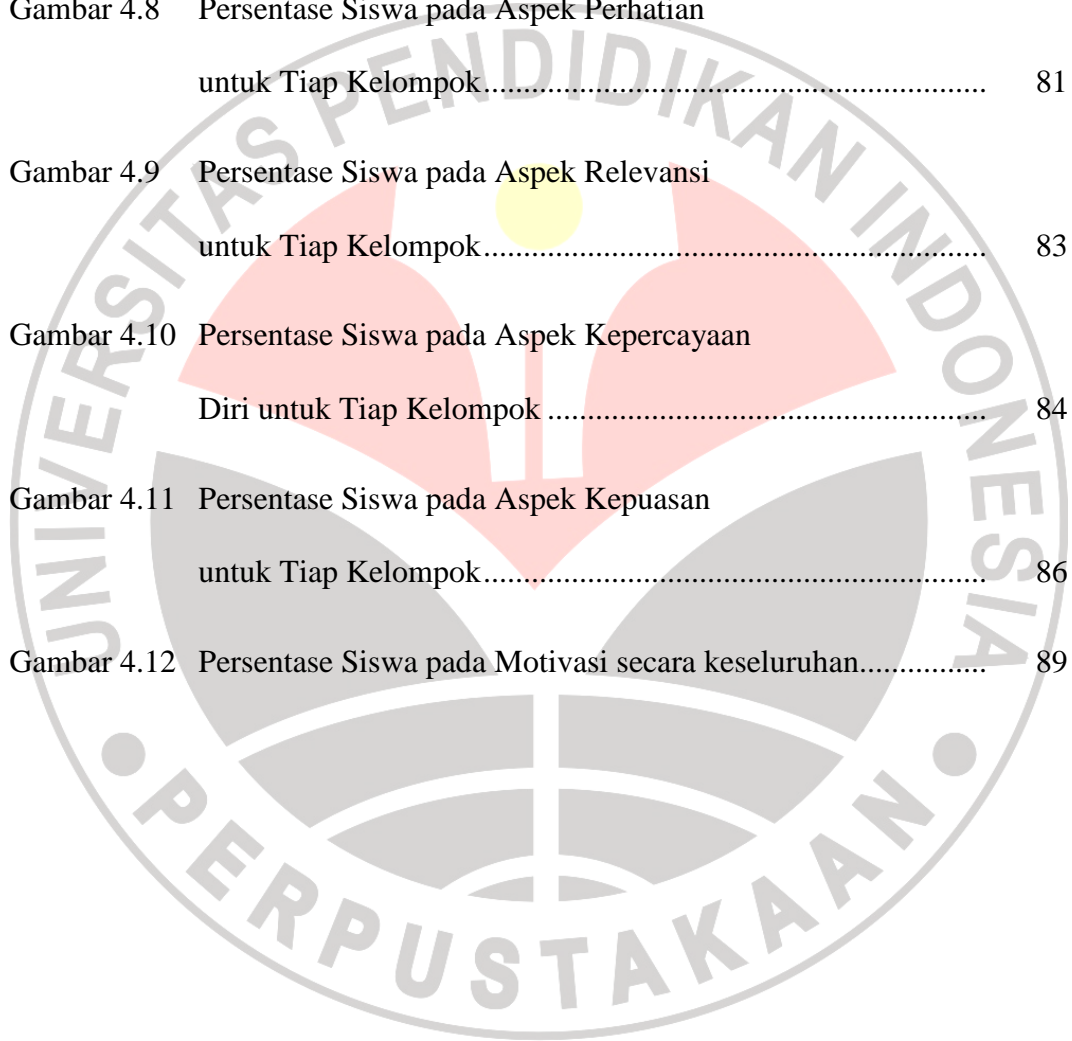 Gambar 4.8 Persentase Siswa pada Aspek Perhatian
untuk Tiap Kelompok............................................................... 81
Gambar 4.9 Persentase Siswa pada Aspek Relevansi
untuk Tiap Kelompok............................................................... 83
Gambar 4.10 Persentase Siswa pada Aspek Kepercayaan
Diri untuk Tiap Kelompok ....................................................... 84
Gambar 4.11 Persentase Siswa pada Aspek Kepuasan
untuk Tiap Kelompok............................................................... 86
Gambar 4.12 Persentase Siswa pada Motivasi secara keseluruhan................ 89
UNIVERSITAS PENDIDIKAN INDONESIA
PERPUSTAKAAN